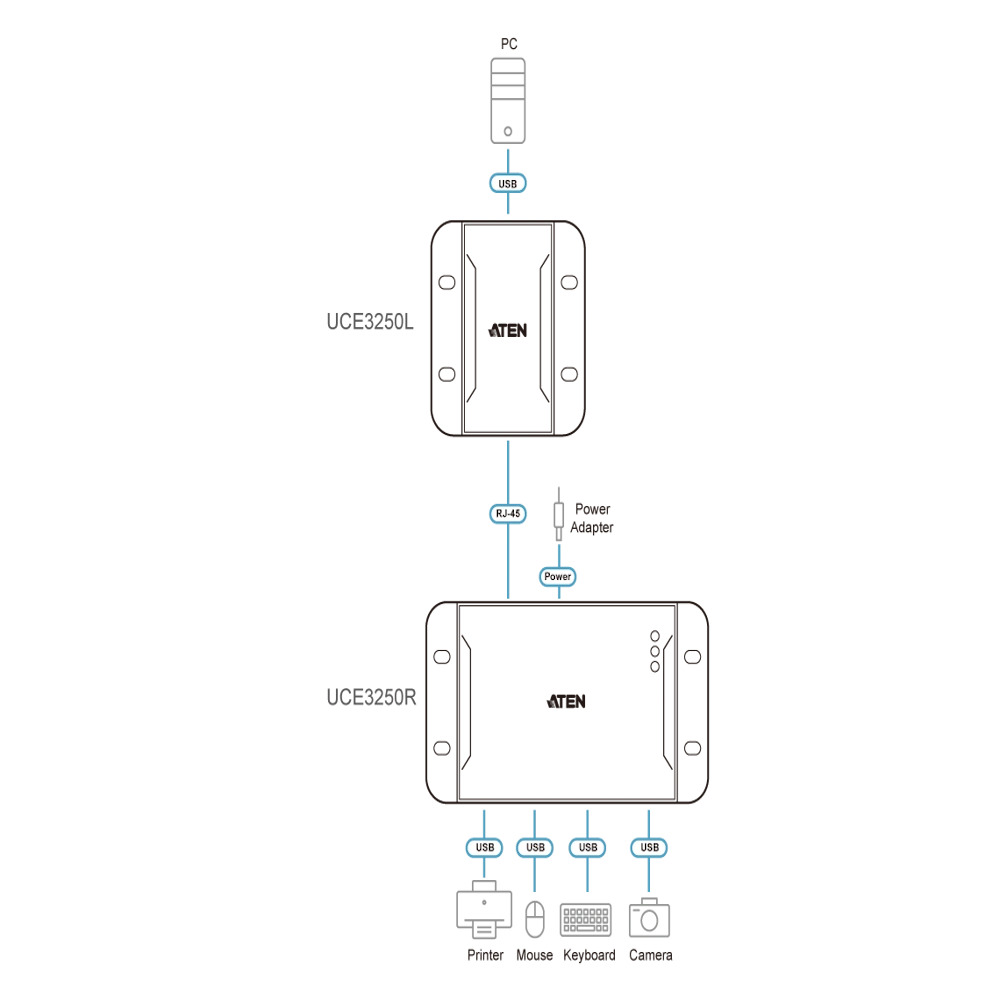 PC
USB
UCE3250L
ATEN
RJ-45
Power
Adapter
Power
UCE3250R
ATEN
USB USB USB USB
Printer Mouse Keyboard Camera